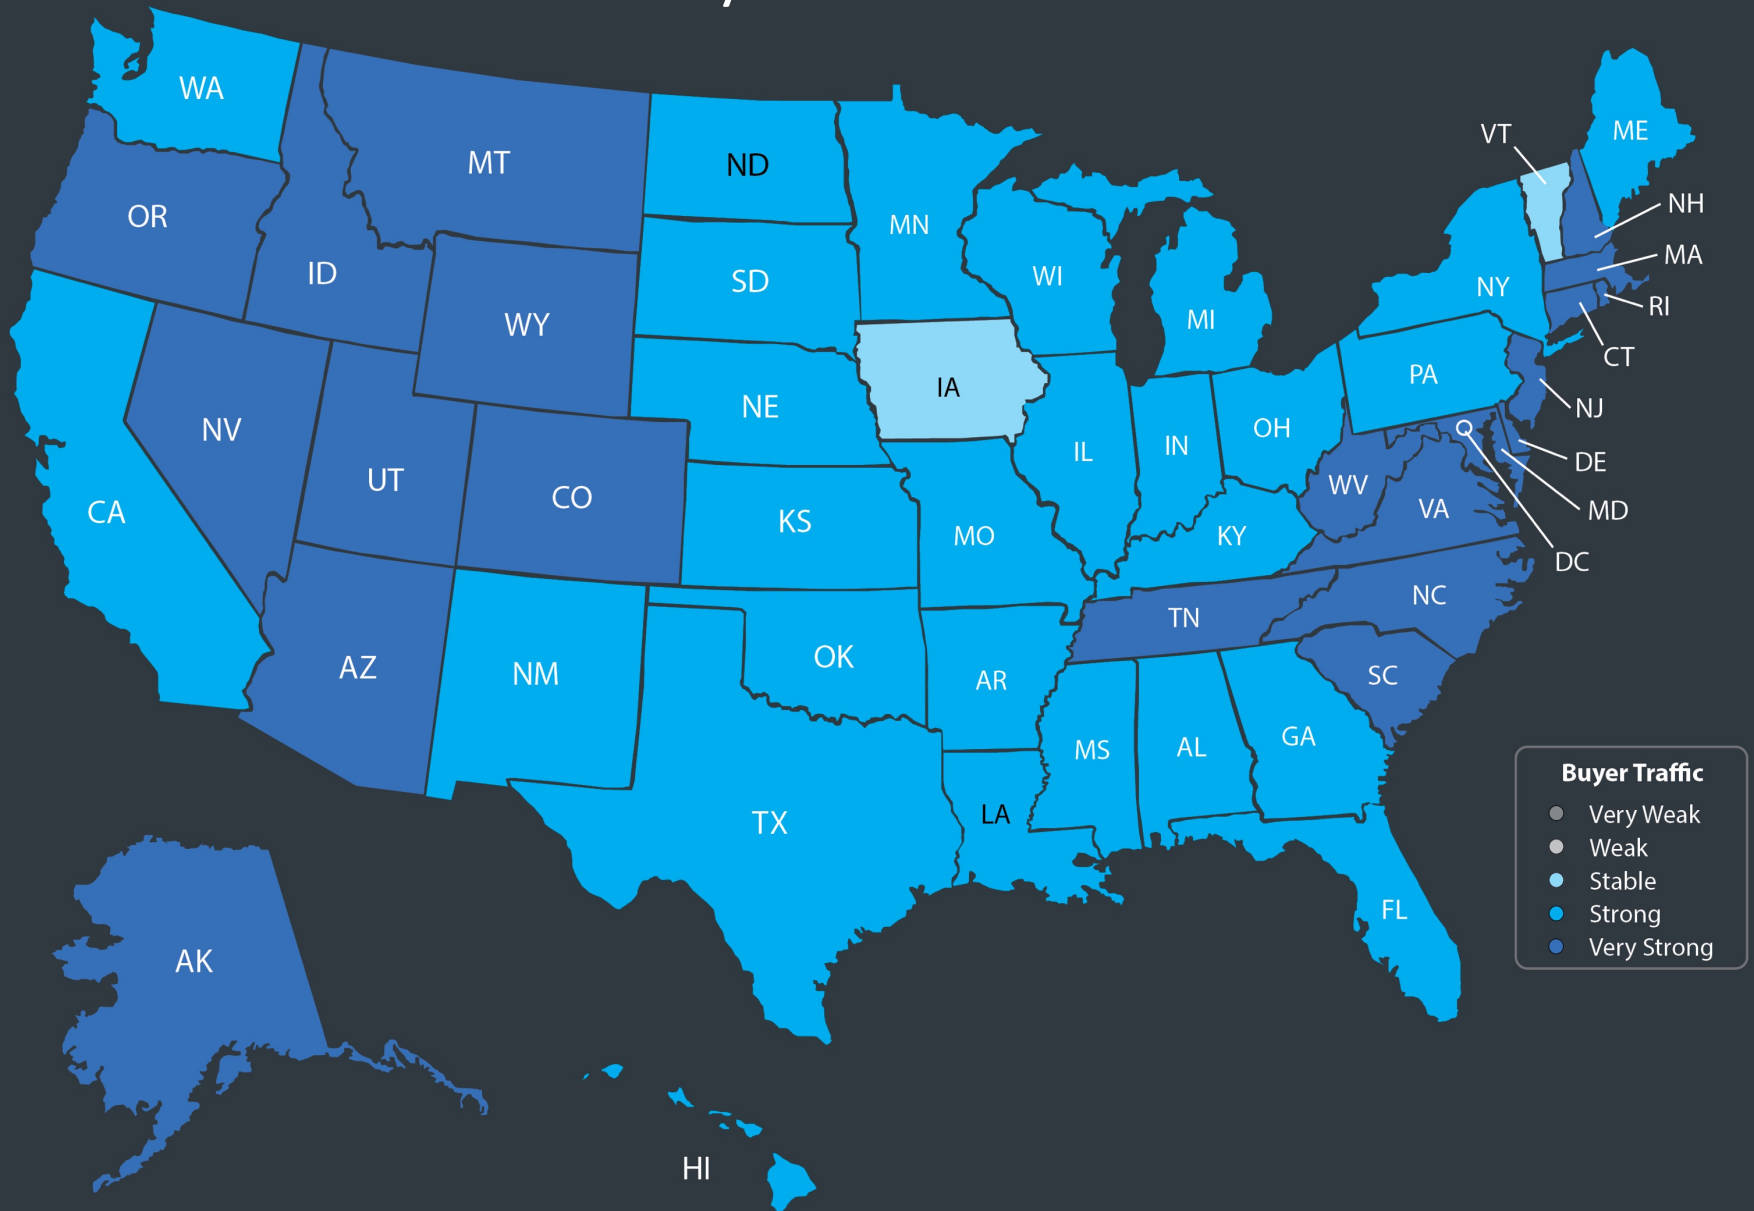 WA
MT
ND
MN
VT
ME
OR
ID
SD
WI
MI
NY
NH
MA
RI
WY
CT
PA
NJ
IA
NE
NV
UT
CO
IL
IN
OH
DE
CA
KS
MO
KY
WV
VA
MD
DC
AZ
NM
OK
AR
TN
NC
SC
MS
AL
GA
TX
LA
FL
AK
HI
Buyer Traffic
Very Weak
Weak
Stable
Strong
Very Strong